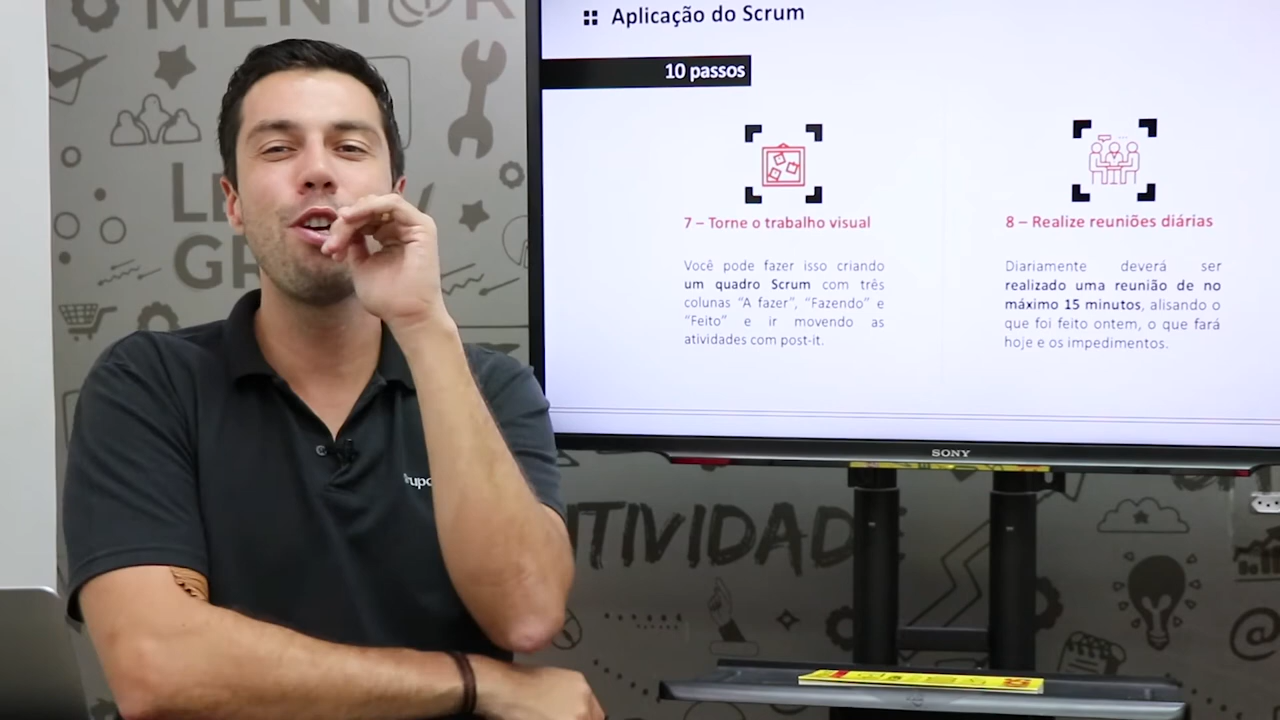 MENTOR
Aplicação do Scrum
10 passos
7 – Torne o trabalho visual
Você pode fazer isso criando
um quadro Scrum com três
colunas “A fazer”, “Fazendo” e
“Feito” e ir movendo as
atividades com post-it.
8 – Realize reuniões diárias
Diariamente deverá ser
realizado uma reunião de no
máximo 15 minutos, alisando o
que foi feito ontem, o que fará
hoje e os impedimentos.
SONY